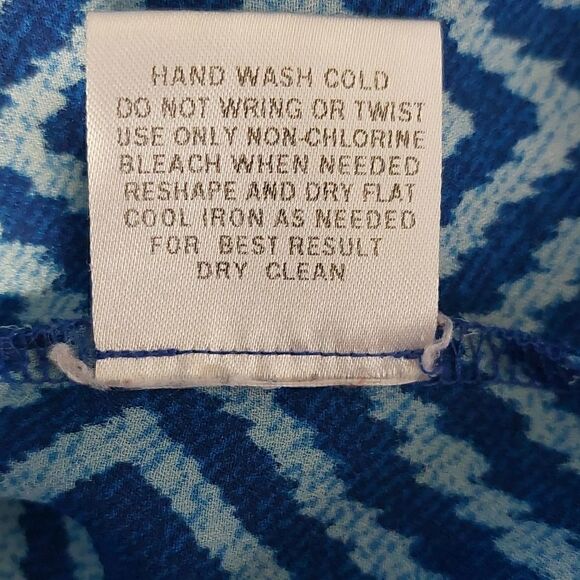 HAND WASH COLD
DO NOT WRING OR TWIST
USE ONLY NON-CHLORINE
BLEACH WHEN NEEDED
RESHAPE AND DRY FLAT
COOL IRON AS NEEDED
FOR BEST RESULT
DRY CLEAN